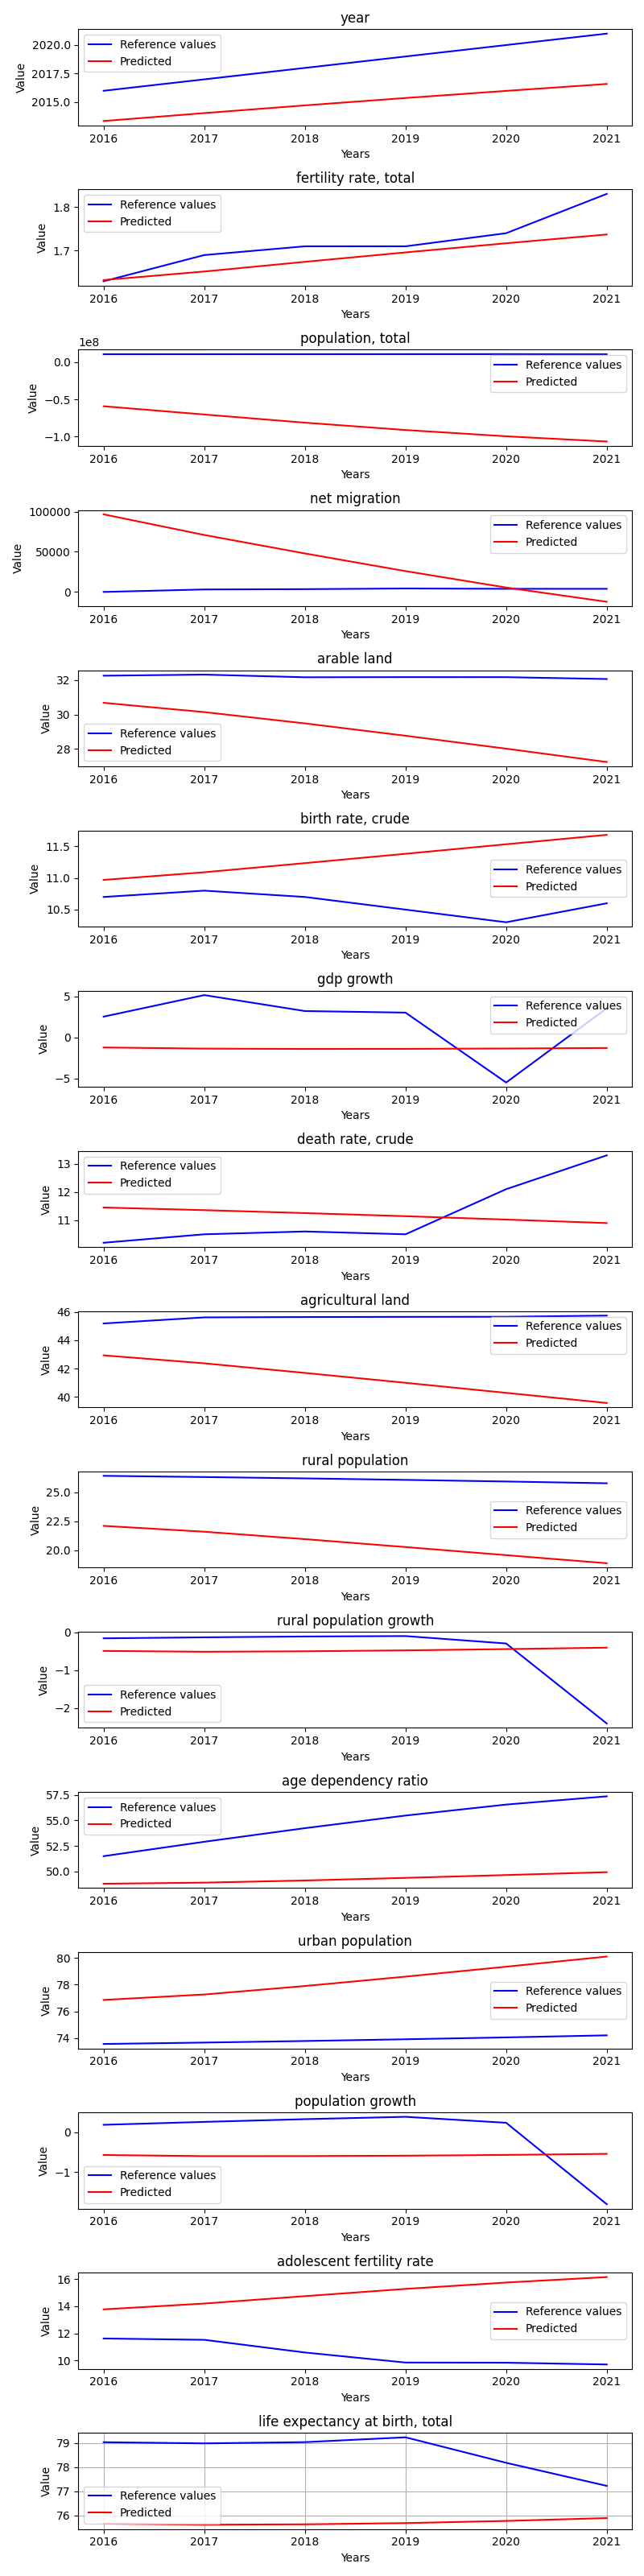 year
2020.0
2017.5
2015.0
Value
Reference values
Predicted
2016 2017 2018 2019 2020 2021
Years
fertility rate, total
1.8
1.7
Value
Reference values
Predicted
2016 2017 2018 2019 2020 2021
Years
population, total
1e8
0.0
−0.5
−1.0
Value
Reference values
Predicted
2016 2017 2018 2019 2020 2021
Years
net migration
100000
50000
0
Value
Reference values
Predicted
2016 2017 2018 2019 2020 2021
Years
arable land
32
30
28
Value
Reference values
Predicted
2016 2017 2018 2019 2020 2021
Years
birth rate, crude
11.5
11.0
10.5
Value
Reference values
Predicted
2016 2017 2018 2019 2020 2021
Years
gdp growth
5
0
−5
Value
Reference values
Predicted
2016 2017 2018 2019 2020 2021
Years
death rate, crude
13
12
11
Value
Reference values
Predicted
2016 2017 2018 2019 2020 2021
Years
agricultural land
46
44
42
40
Value
Reference values
Predicted
2016 2017 2018 2019 2020 2021
Years
rural population
25.0
22.5
20.0
Value
Reference values
Predicted
2016 2017 2018 2019 2020 2021
Years
rural population growth
0
−1
−2
Value
Reference values
Predicted
2016 2017 2018 2019 2020 2021
Years
age dependency ratio
57.5
55.0
52.5
50.0
Value
Reference values
Predicted
2016 2017 2018 2019 2020 2021
Years
urban population
80
78
76
74
Value
Reference values
Predicted
2016 2017 2018 2019 2020 2021
Years
population growth
0
−1
Value
Reference values
Predicted
2016 2017 2018 2019 2020 2021
Years
adolescent fertility rate
16
14
12
10
Value
Reference values
Predicted
2016 2017 2018 2019 2020 2021
Years
life expectancy at birth, total
79
78
77
76
Value
Reference values
Predicted
2016 2017 2018 2019 2020 2021
Years